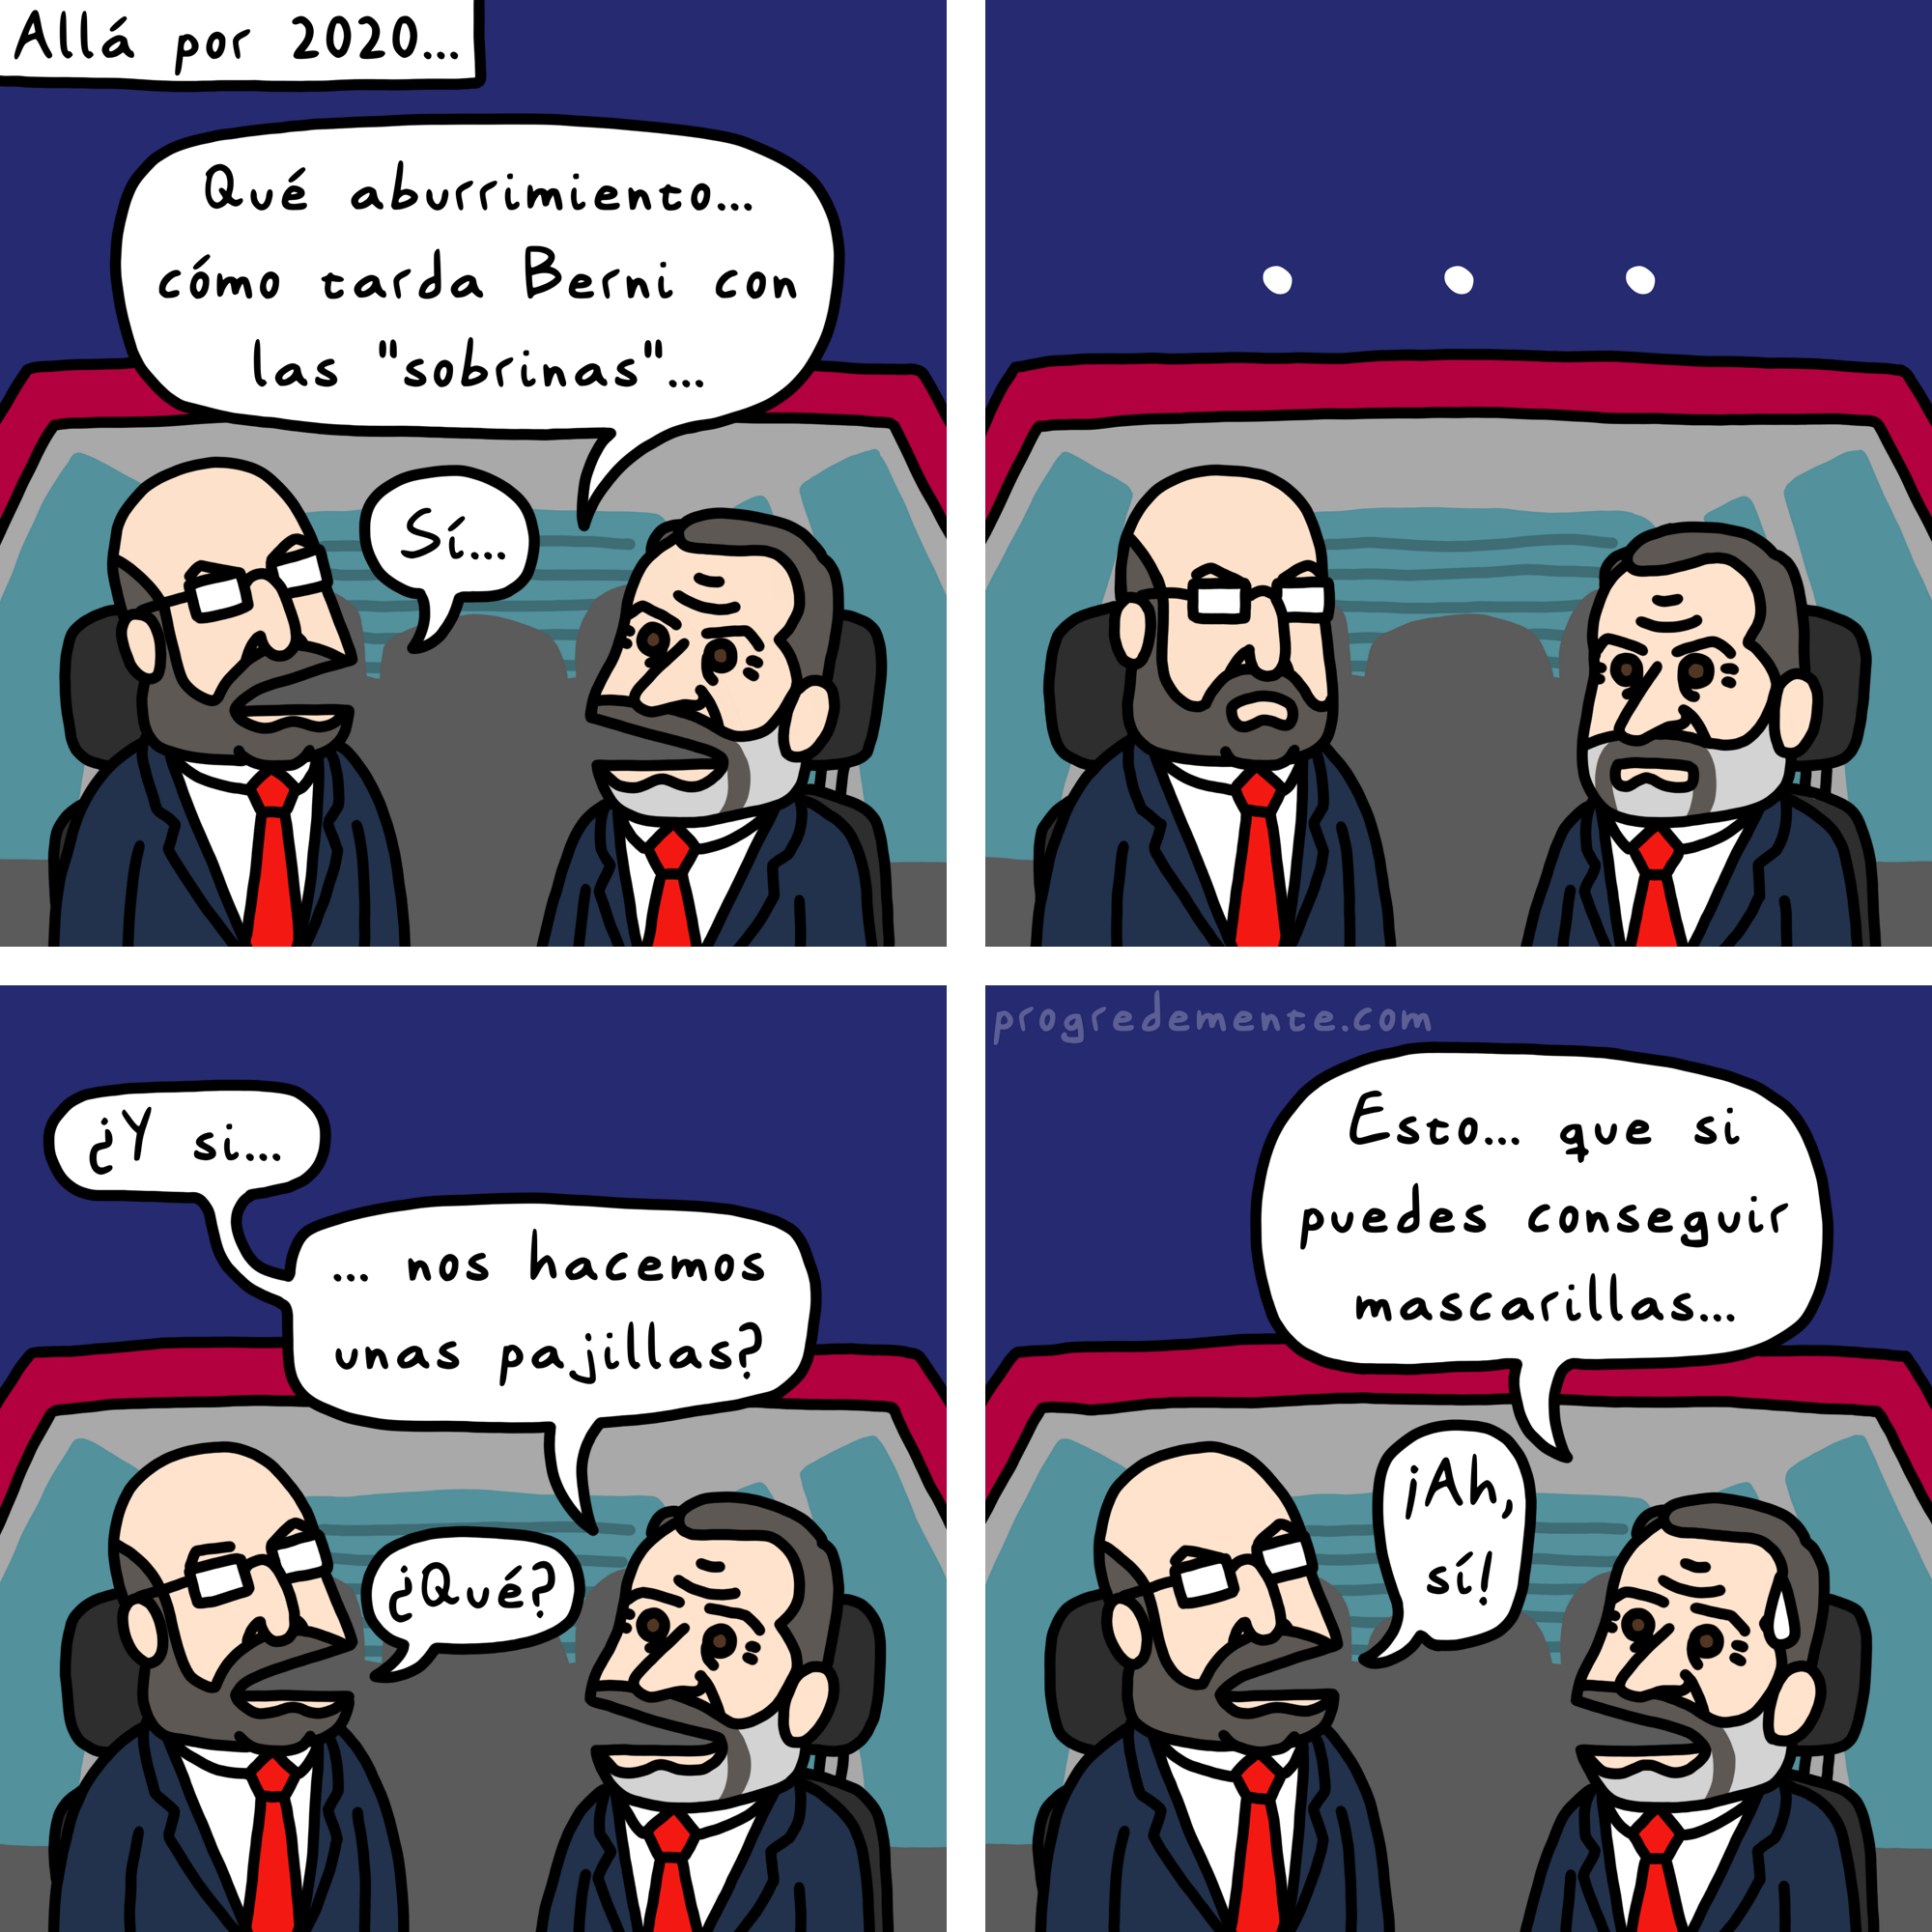 Allá por 2020...
Qué aburrimiento...
cómo tarda Berni con
las "sobrinas"...
Sí...
...
¿Y si...
... nos hacemos
unas pajillas?
¿Qué?
progredemente.com
Esto... que si
puedes conseguir
mascarillas...
¡Ah,
sí!